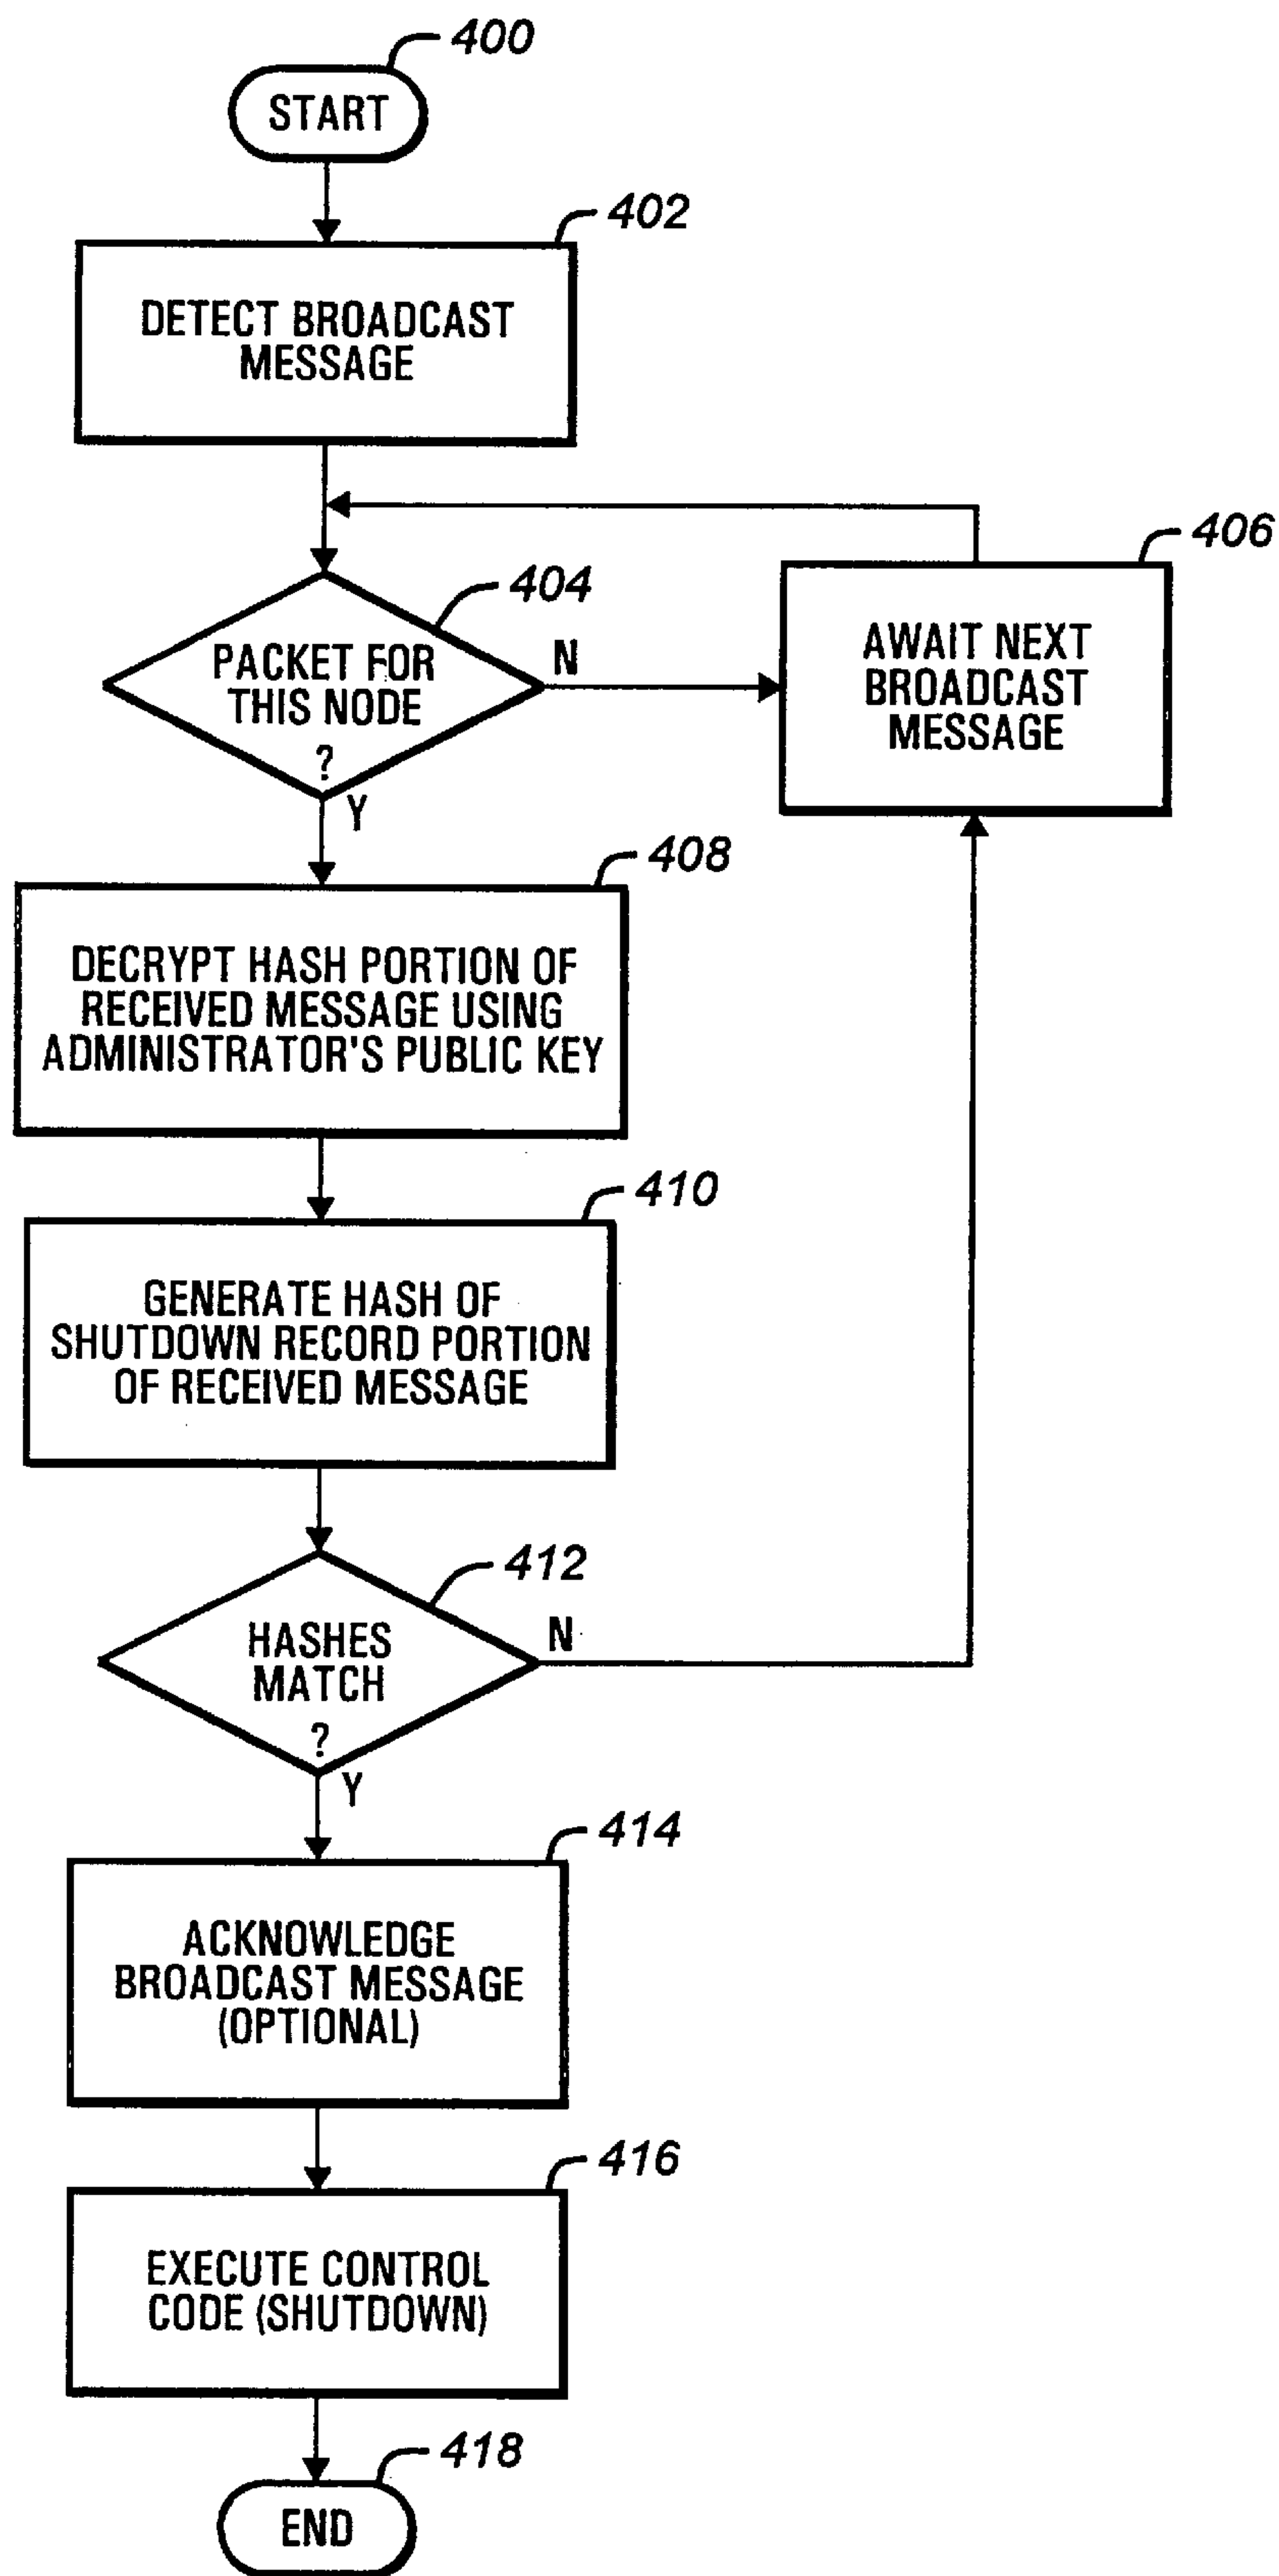 400
START
402
DETECT BROADCAST
MESSAGE
404
PACKET FOR
THIS NODE
?
N
Y
406
AWAIT NEXT
BROADCAST
MESSAGE
408
DECRYPT HASH PORTION OF
RECEIVED MESSAGE USING
ADMINISTRATOR'S PUBLIC KEY
410
GENERATE HASH OF
SHUTDOWN RECORD PORTION
OF RECEIVED MESSAGE
412
HASHES
MATCH
?
N
Y
414
ACKNOWLEDGE
BROADCAST MESSAGE
(OPTIONAL)
416
EXECUTE CONTROL
CODE (SHUTDOWN)
418
END